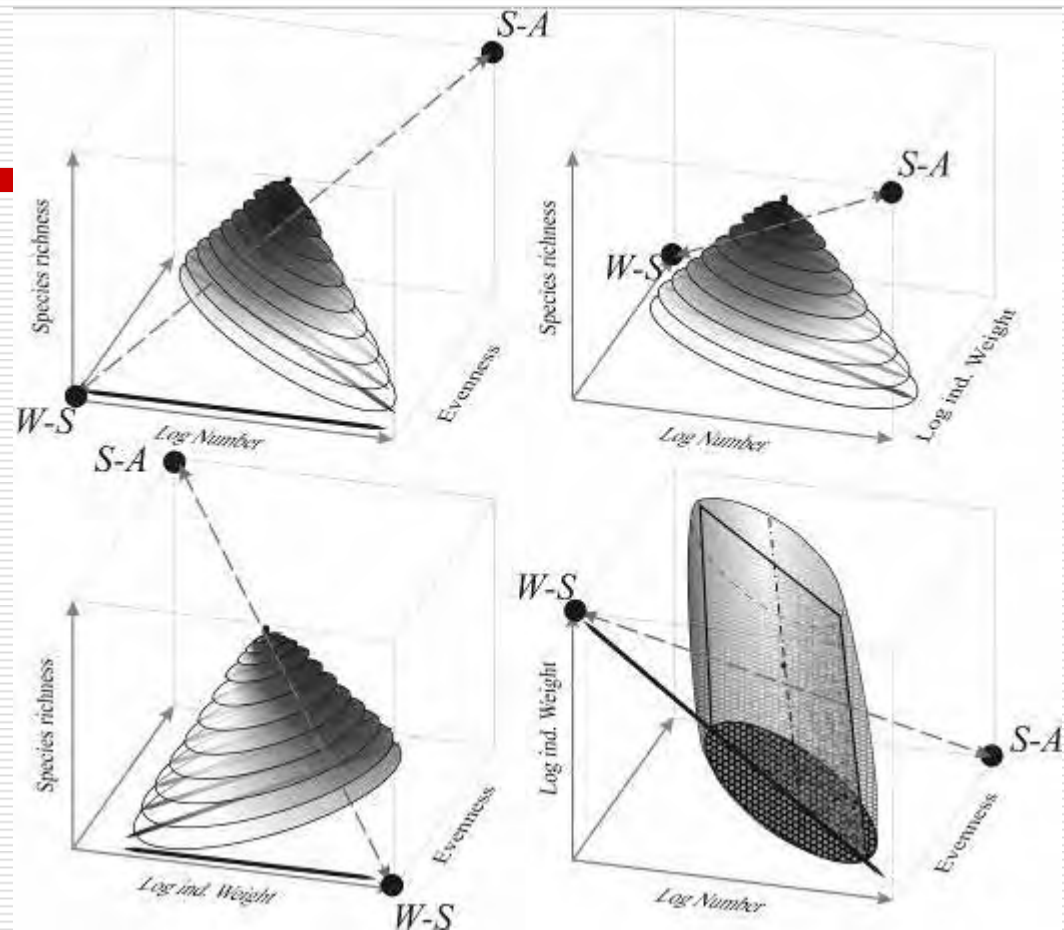 S-A
Species richness
Evenness
W-S
Log Number
S-A
W-S
Species richness
Log ind. Weight
Log Number
S-A
Species richness
Evenness
Log ind. Weight
W-S
W-S
S-A
Log ind. Weight
Evenness
Log Number